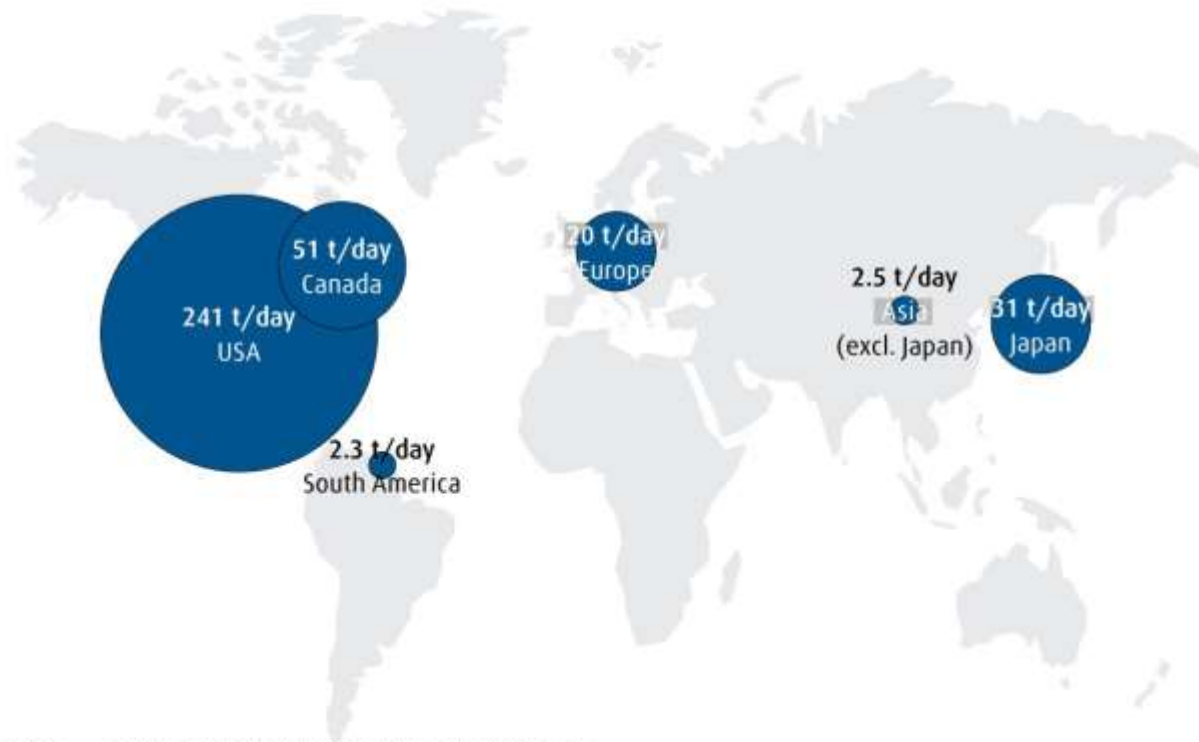 51 t/day
Canada
241 t/day
USA
2.3 t/day
South America
20 t/day
Europe
2.5 t/day
Asia
(excl. Japan)
31 t/day
Japan